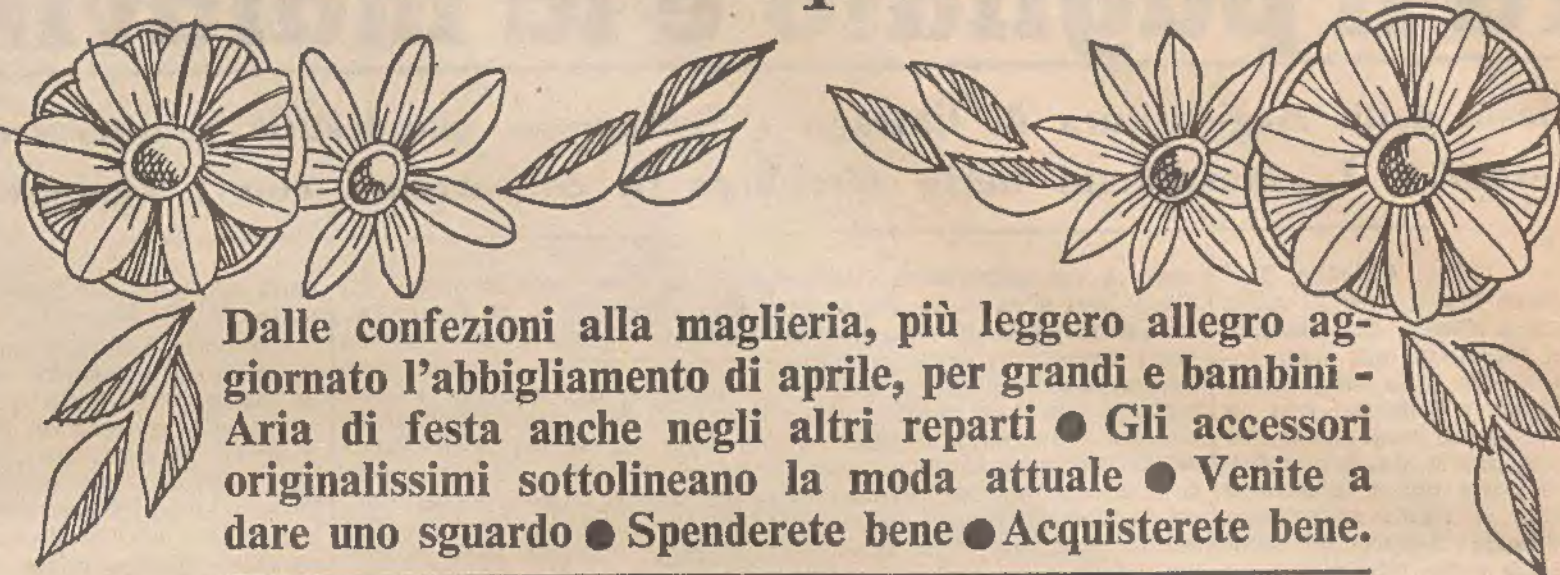 Dalle confezioni alla maglieria, più leggero allegro ag-
giornato l'abbigliamento di aprile, per grandi e bambini -
Aria di festa anche negli altri reparti ● Gli accessori
originalissimi sottolineano la moda attuale ● Venite a
dare uno sguardo ● Spenderete bene ● Acquisterete bene.